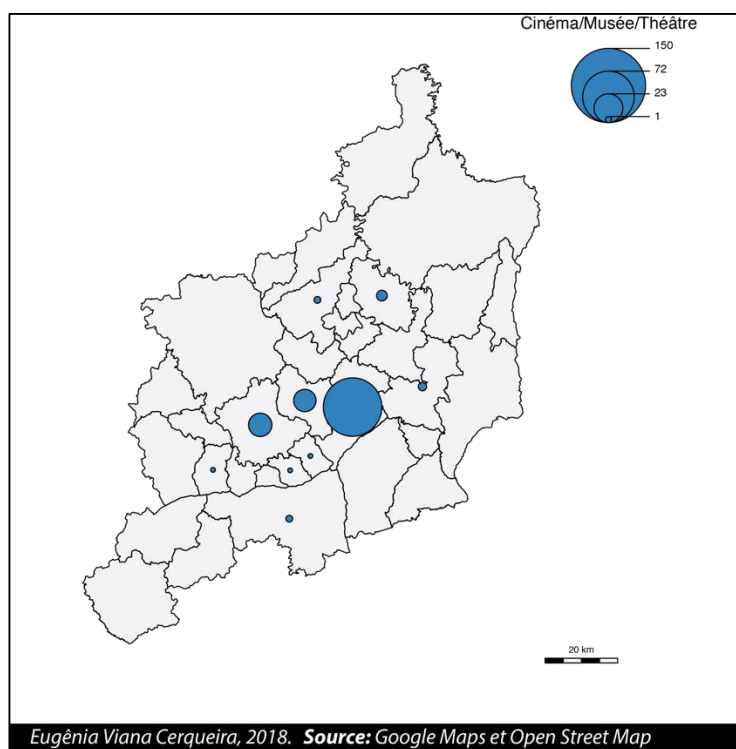 Cinéma/Musée/Théâtre
150
72
23
1
20 km
Eugênia Viana Cerqueira, 2018. Source: Google Maps et Open Street Map